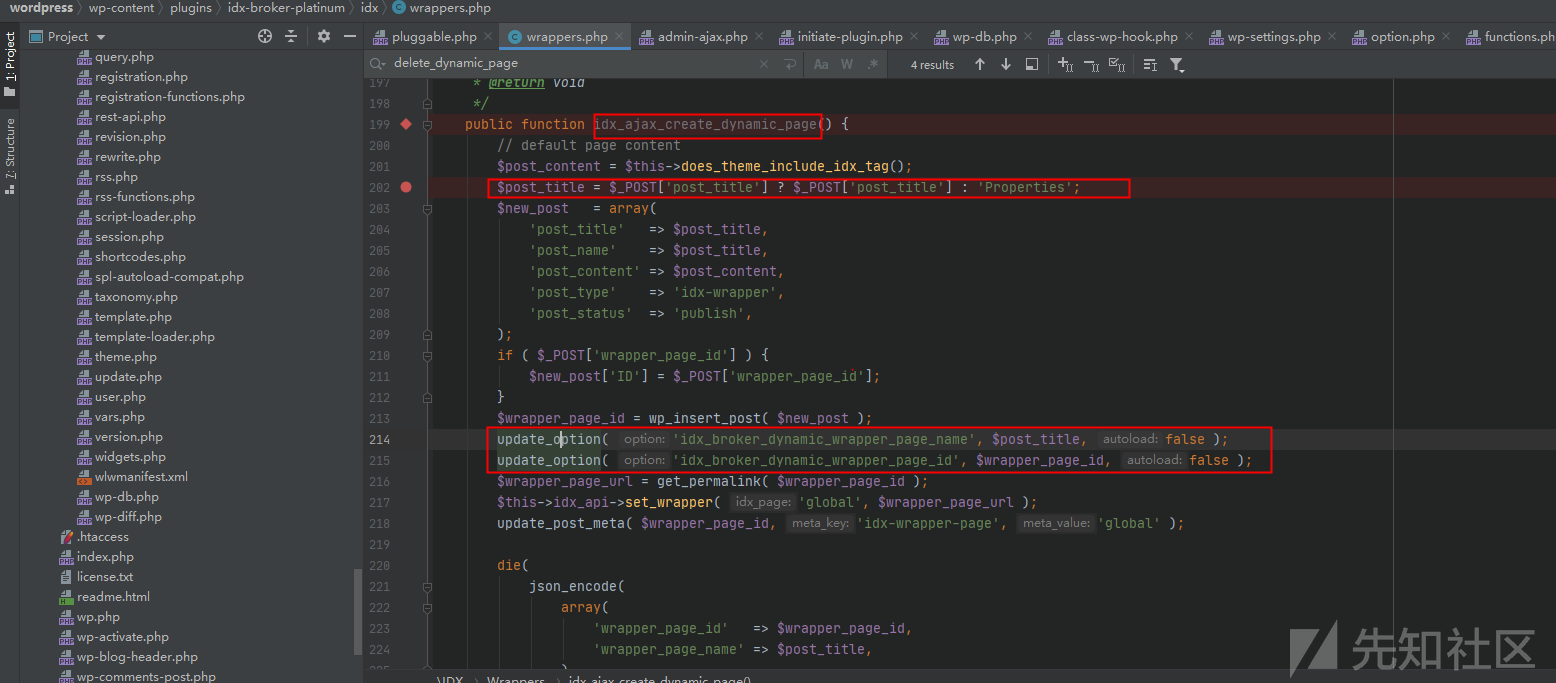 wordpress › wp-content › plugins › idx-broker-platinum › idx › wrappers.php
Project
pluggable.php
wrappers.php
admin-ajax.php
initiate-plugin.php
wp-db.php
class-wp-hook.php
wp-settings.php
option.php
functions.ph
1: Project
7: Structure
query.php
registration.php
registration-functions.php
rest-api.php
revision.php
rewrite.php
rss.php
rss-functions.php
script-loader.php
session.php
shortcodes.php
spl-autoload-compat.php
taxonomy.php
template.php
template-loader.php
theme.php
update.php
user.php
vars.php
version.php
widgets.php
wlwmanifest.xml
wp-db.php
wp-diff.php
.htaccess
index.php
license.txt
readme.html
wp.php
wp-activate.php
wp-blog-header.php
wp-comments-post.php
delete_dynamic_page
Aa W .* 4 results
197 * @return void
198 */
199 public function idx_ajax_create_dynamic_page() {
200 // default page content
201 $post_content = $this->does_theme_include_idx_tag();
202 $post_title = $_POST['post_title'] ? $_POST['post_title'] : 'Properties';
203 $new_post = array(
204 'post_title' => $post_title,
205 'post_name' => $post_title,
206 'post_content' => $post_content,
207 'post_type' => 'idx-wrapper',
208 'post_status' => 'publish',
209 );
210 if ( $_POST['wrapper_page_id'] ) {
211 $new_post['ID'] = $_POST['wrapper_page_id'];
212 }
213 $wrapper_page_id = wp_insert_post( $new_post );
214 update_option( option: 'idx_broker_dynamic_wrapper_page_name', $post_title, autoload: false );
215 update_option( option: 'idx_broker_dynamic_wrapper_page_id', $wrapper_page_id, autoload: false );
216 $wrapper_page_url = get_permalink( $wrapper_page_id );
217 $this->idx_api->set_wrapper( idx_page: 'global', $wrapper_page_url );
218 update_post_meta( $wrapper_page_id, meta_key: 'idx-wrapper-page', meta_value: 'global' );
219
220 die(
221 json_encode(
222 array(
223 'wrapper_page_id' => $wrapper_page_id,
224 'wrapper_page_name' => $post_title,
\IDX › Wrappers › idx_ajax_create_dynamic_page()
先知社区